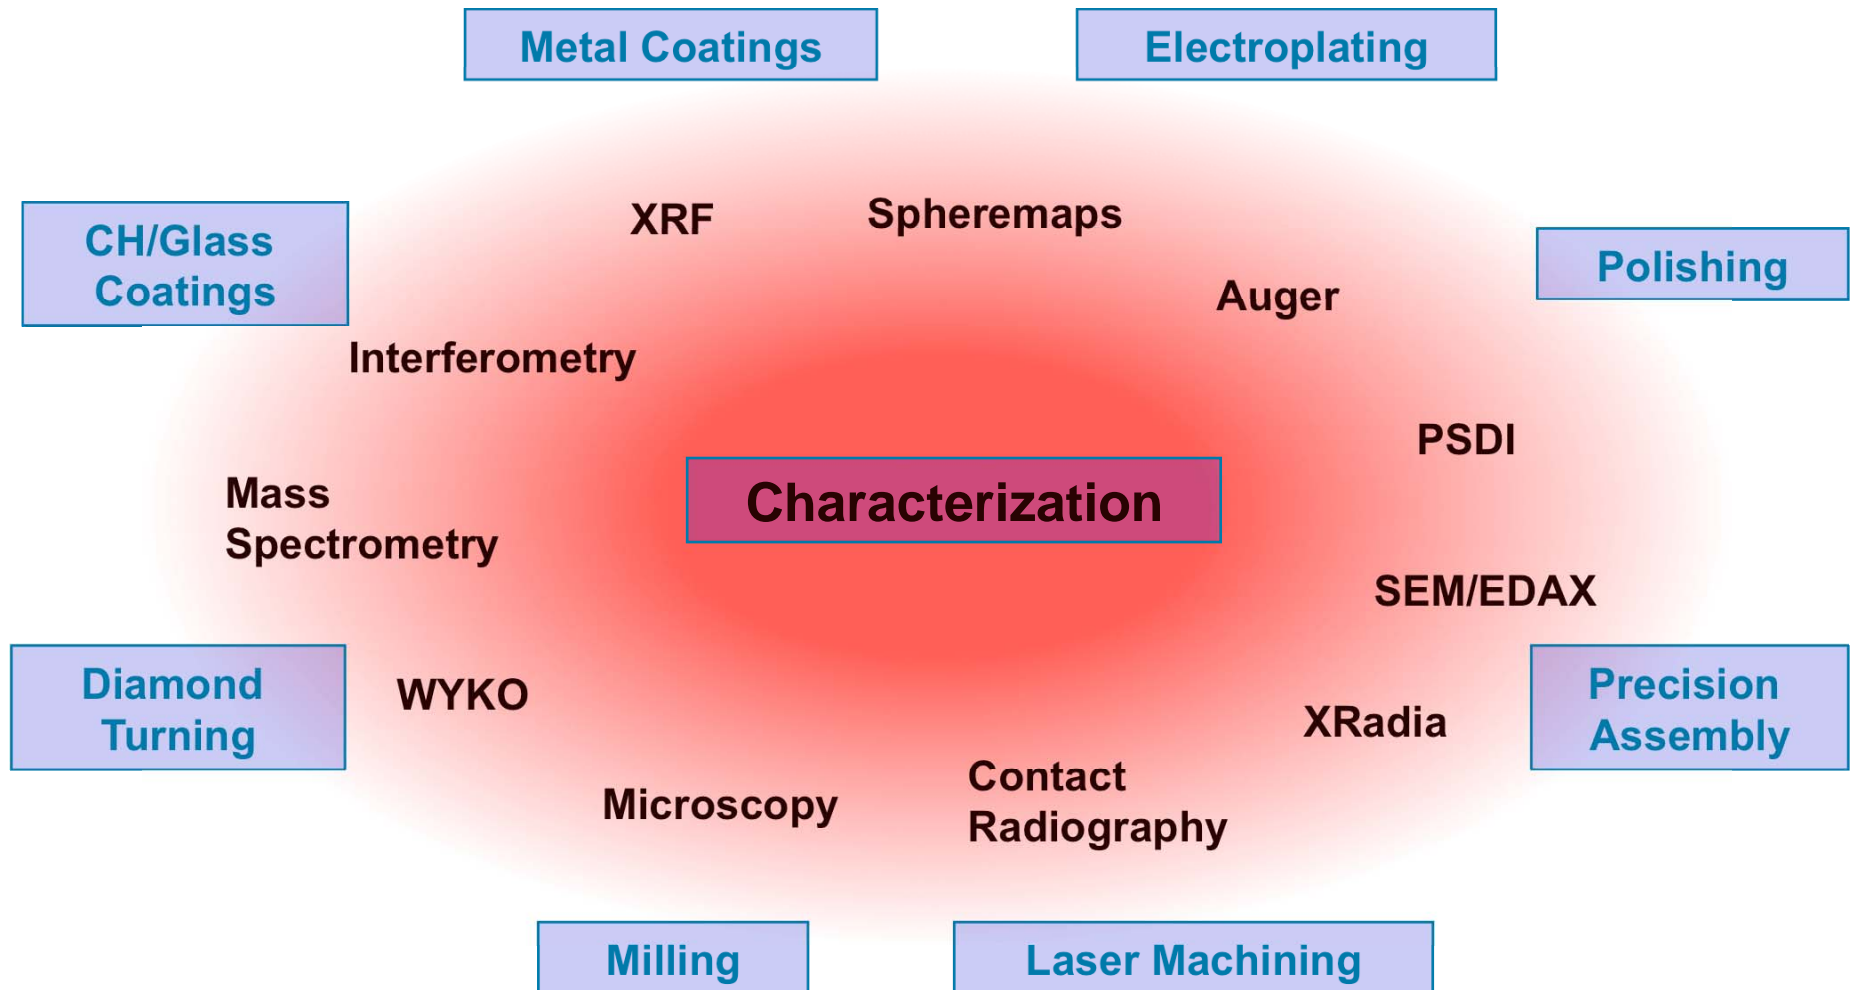 Metal Coatings
Electroplating
CH/Glass
Coatings
XRF
Spheremaps
Polishing
Auger
Interferometry
PSDI
Characterization
Mass
Spectrometry
SEM/EDAX
Diamond
Turning
WYKO
XRadia
Precision
Assembly
Microscopy
Contact
Radiography
Milling
Laser Machining